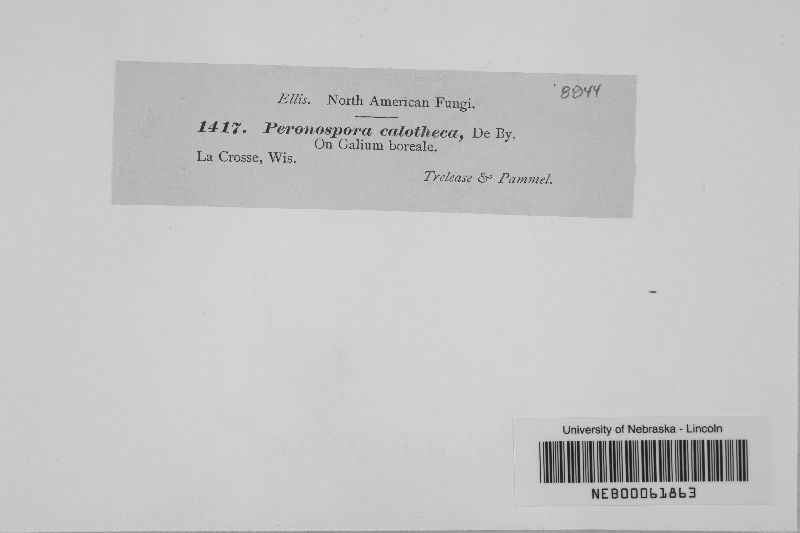 8844
Ellis. North American Fungi.
1417. Peronospora calotheca, De By.
On Galium boreale.
La Crosse, Wis.
Trelease & Pammel.
University of Nebraska - Lincoln
NEB00061863